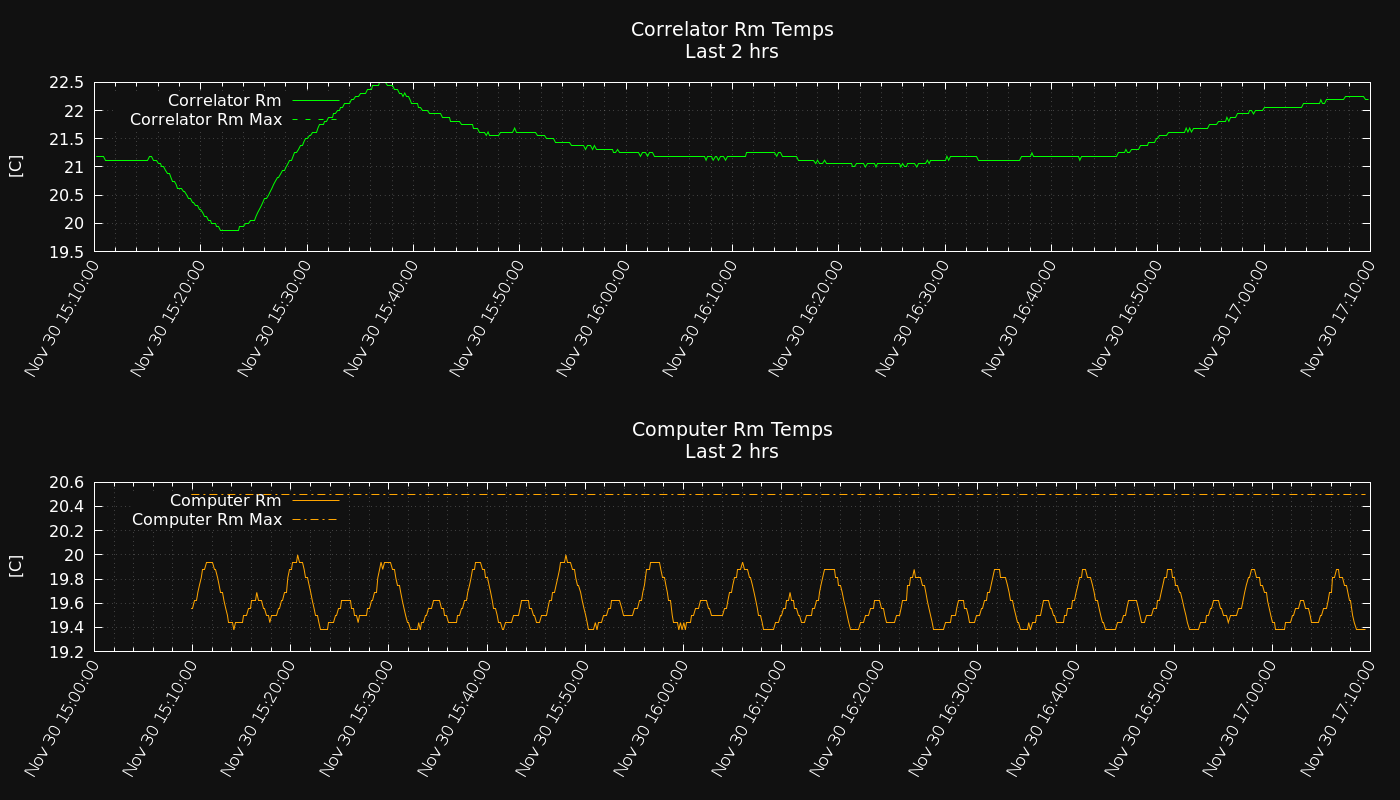 Correlator Rm Temps
Last 2 hrs
22.5
22
21.5
21
20.5
20
19.5
[C]
Correlator Rm
Correlator Rm Max
Nov 30 15:10:00
Nov 30 15:20:00
Nov 30 15:30:00
Nov 30 15:40:00
Nov 30 15:50:00
Nov 30 16:00:00
Nov 30 16:10:00
Nov 30 16:20:00
Nov 30 16:30:00
Nov 30 16:40:00
Nov 30 16:50:00
Nov 30 17:00:00
Nov 30 17:10:00
Computer Rm Temps
Last 2 hrs
20.6
20.4
20.2
20
19.8
19.6
19.4
19.2
[C]
Computer Rm
Computer Rm Max
Nov 30 15:00:00
Nov 30 15:10:00
Nov 30 15:20:00
Nov 30 15:30:00
Nov 30 15:40:00
Nov 30 15:50:00
Nov 30 16:00:00
Nov 30 16:10:00
Nov 30 16:20:00
Nov 30 16:30:00
Nov 30 16:40:00
Nov 30 16:50:00
Nov 30 17:00:00
Nov 30 17:10:00